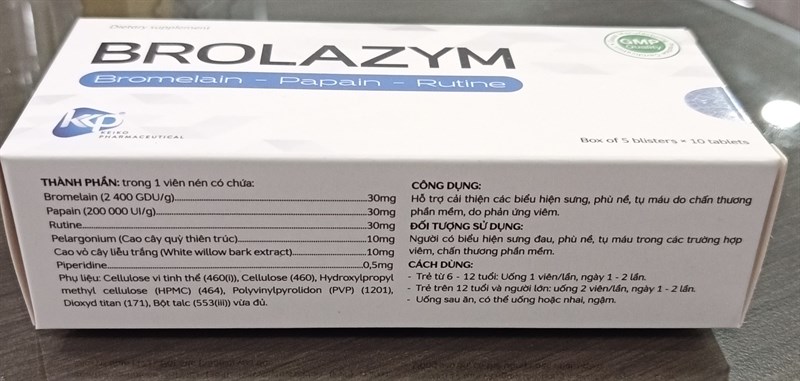 Dietary supplement
BROLAZYM
Bromelain - Papain - Rutine
GMP
Quality
KKP
KEIKO
PHARMACEUTICAL
Box of 5 blisters * 10 tablets
THÀNH PHẦN: trong 1 viên nén có chứa:
Bromelain (2 400 GDU/g)........30mg
Papain (200 000 UI/g)........30mg
Rutine........30mg
Pelargonium (Cao cây quỳ thiên trúc)........10mg
Cao vỏ cây liễu trắng (White willow bark extract)........10mg
Piperidine........0,5mg
Phụ liệu: Cellulose vi tinh thể (460(i)), Cellulose (460), Hydroxylpropyl
methyl cellulose (HPMC) (464), Polyvinylpyrolidon (PVP) (1201),
Dioxyd titan (171), Bột talc (553(iii)) vừa đủ.
CÔNG DỤNG:
Hỗ trợ cải thiện các biểu hiện sưng, phù nề, tụ máu do chấn thương
phần mềm, do phản ứng viêm.
ĐỐI TƯỢNG SỬ DỤNG:
Người có biểu hiện sưng đau, phù nề, tụ máu trong các trường hợp
viêm, chấn thương phần mềm.
CÁCH DÙNG:
- Trẻ từ 6 - 12 tuổi: Uống 1 viên/lần, ngày 1 - 2 lần.
- Trẻ trên 12 tuổi và người lớn: uống 2 viên/lần, ngày 1 - 2 lần.
- Uống sau ăn, có thể uống hoặc nhai, ngậm.